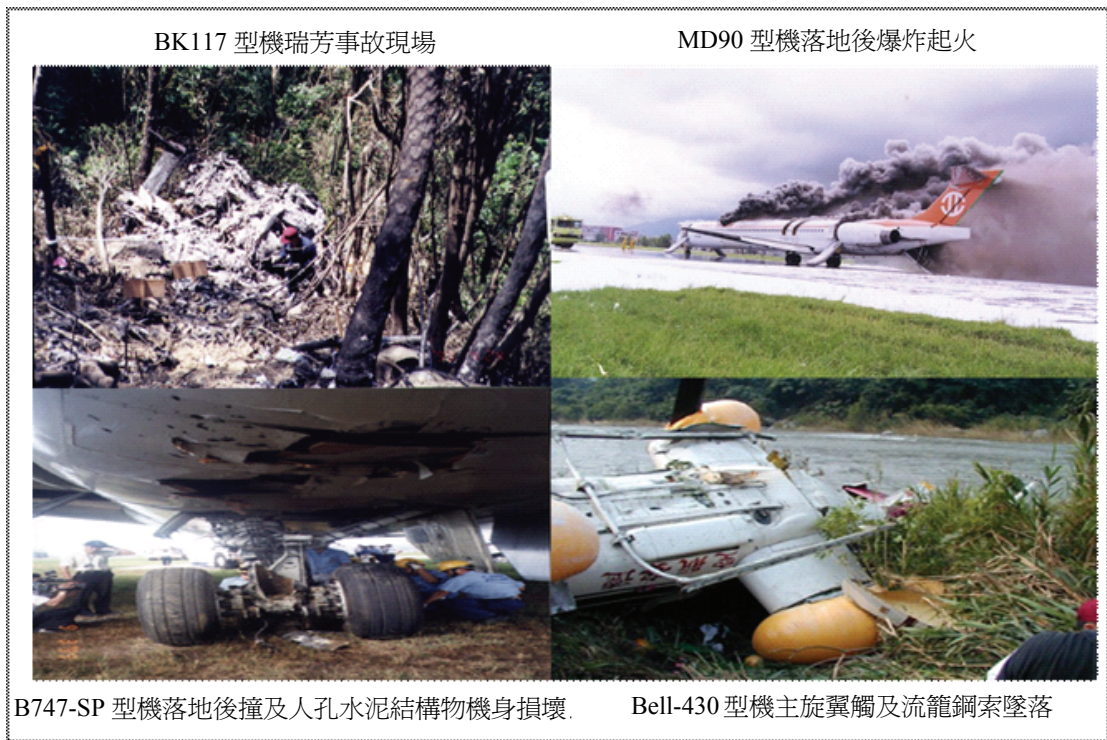 BK117 型機瑞芳事故現場
MD90 型機落地後爆炸起火
B747-SP 型機落地後撞及人孔水泥結構物機身損壞.
Bell-430 型機主旋翼觸及流籠鋼索墜落